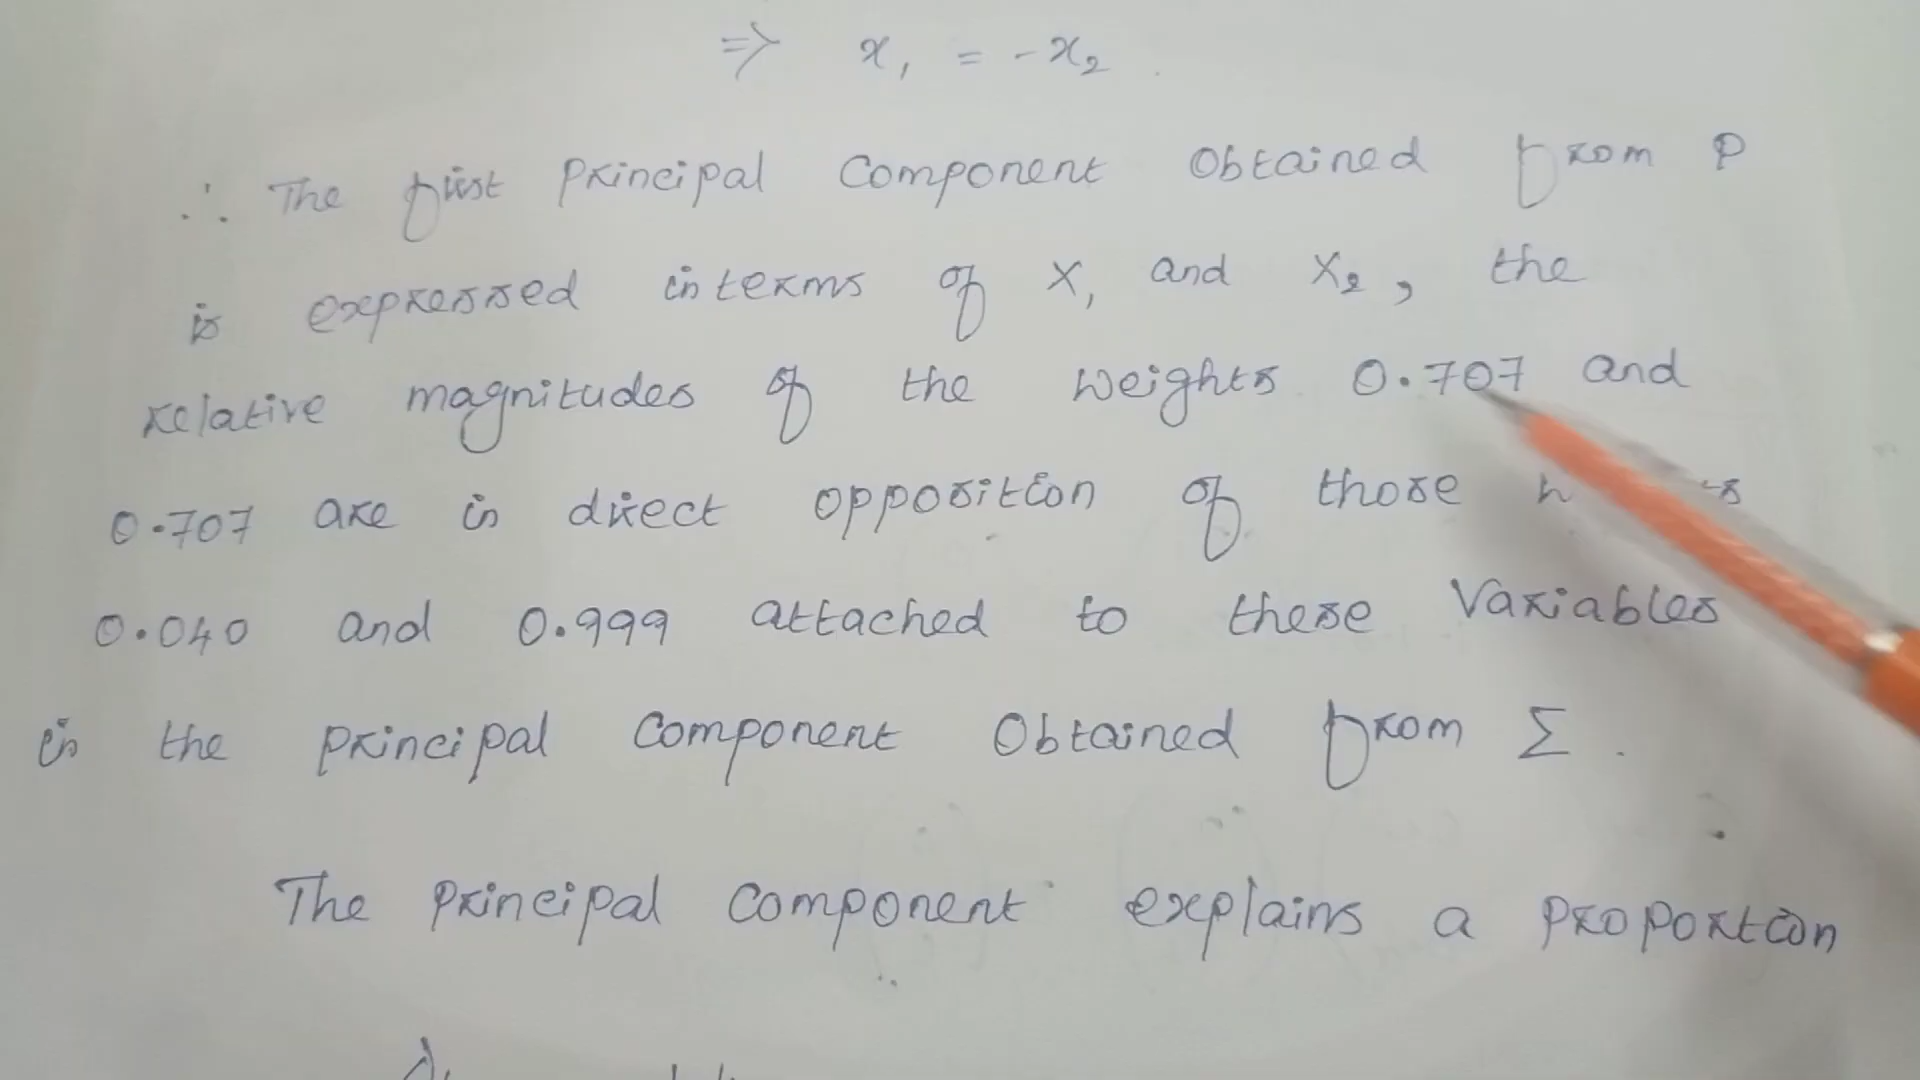 ⇒ x₁ = -x₂
∴ The first principal component obtained from P
is expressed in terms of X₁ and X₂, the
relative magnitudes of the weights 0.707 and
0.707 are in direct opposition of those
0.040 and 0.999 attached to these variables
in the principal component obtained from Σ.
The principal component explains a proportion